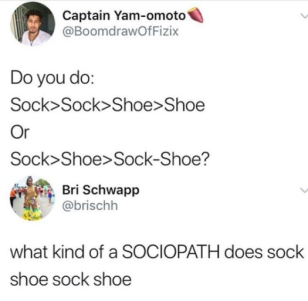 Captain Yam-omoto🍠
@BoomdrawOfFizix
Do you do:
Sock>Sock>Shoe>Shoe
Or
Sock>Shoe>Sock-Shoe?
Bri Schwapp
@brischh
what kind of a SOCIOPATH does sock
shoe sock shoe